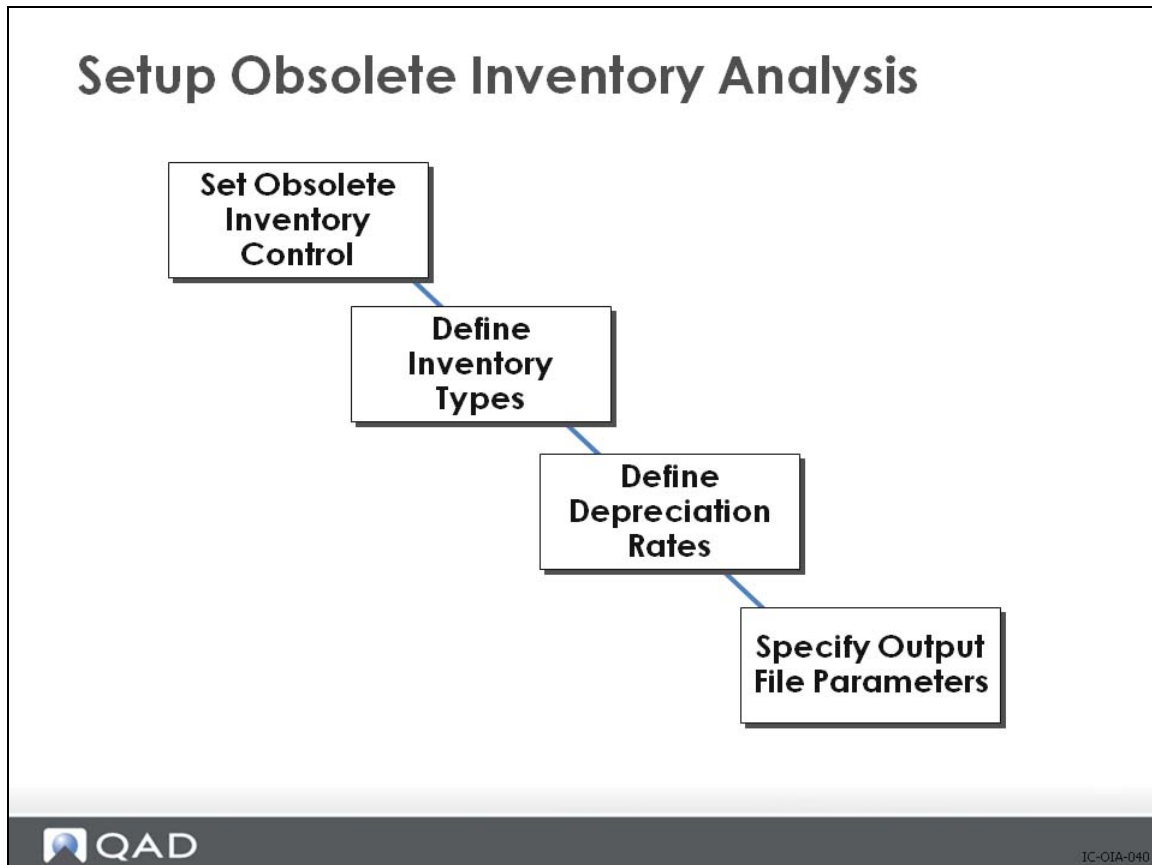 Setup Obsolete Inventory Analysis
Set Obsolete
Inventory
Control
Define
Inventory
Types
Define
Depreciation
Rates
Specify Output
File Parameters
QAD
IC-OIA-040